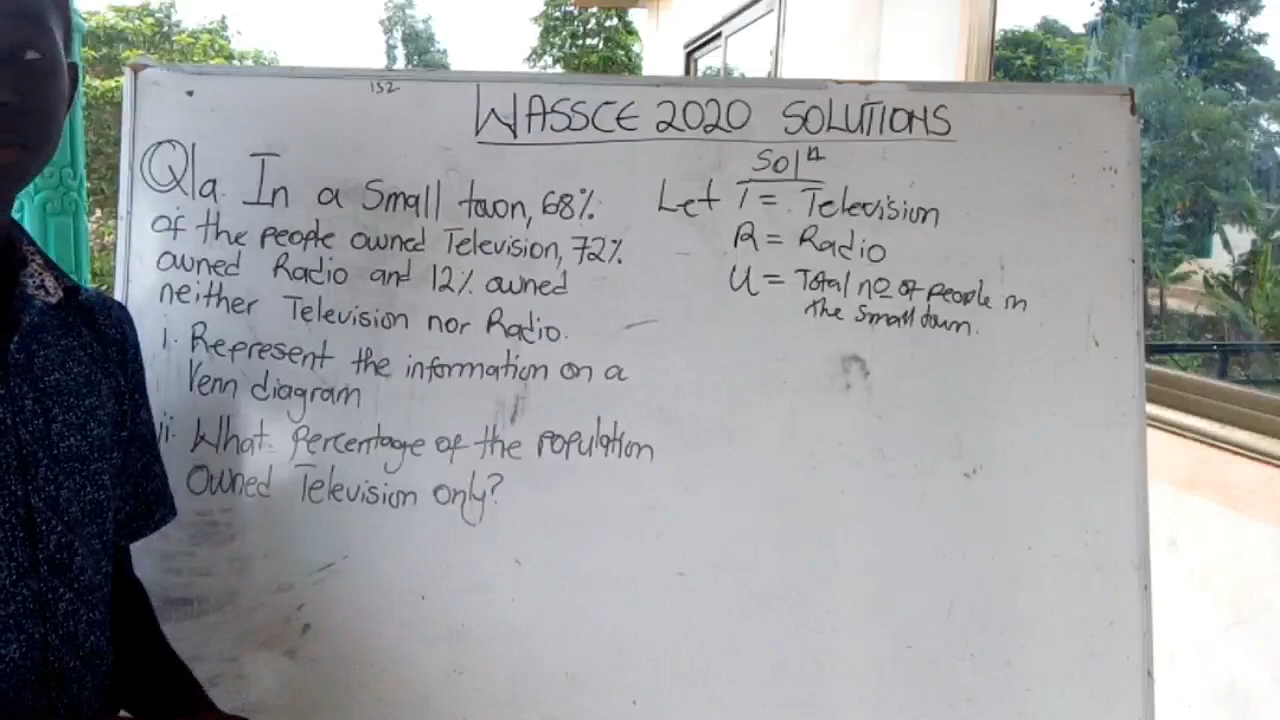 152
WASSCE 2020 SOLUTIONS
Q1a. In a Small town, 68%
of the people owned Television, 72%
owned Radio and 12% owned
neither Television nor Radio.
i. Represent the information on a
Venn diagram
ii. What percentage of the population
owned Television only?
Solⁿ
Let T = Television
R = Radio
U = Total no of people in
the small town.